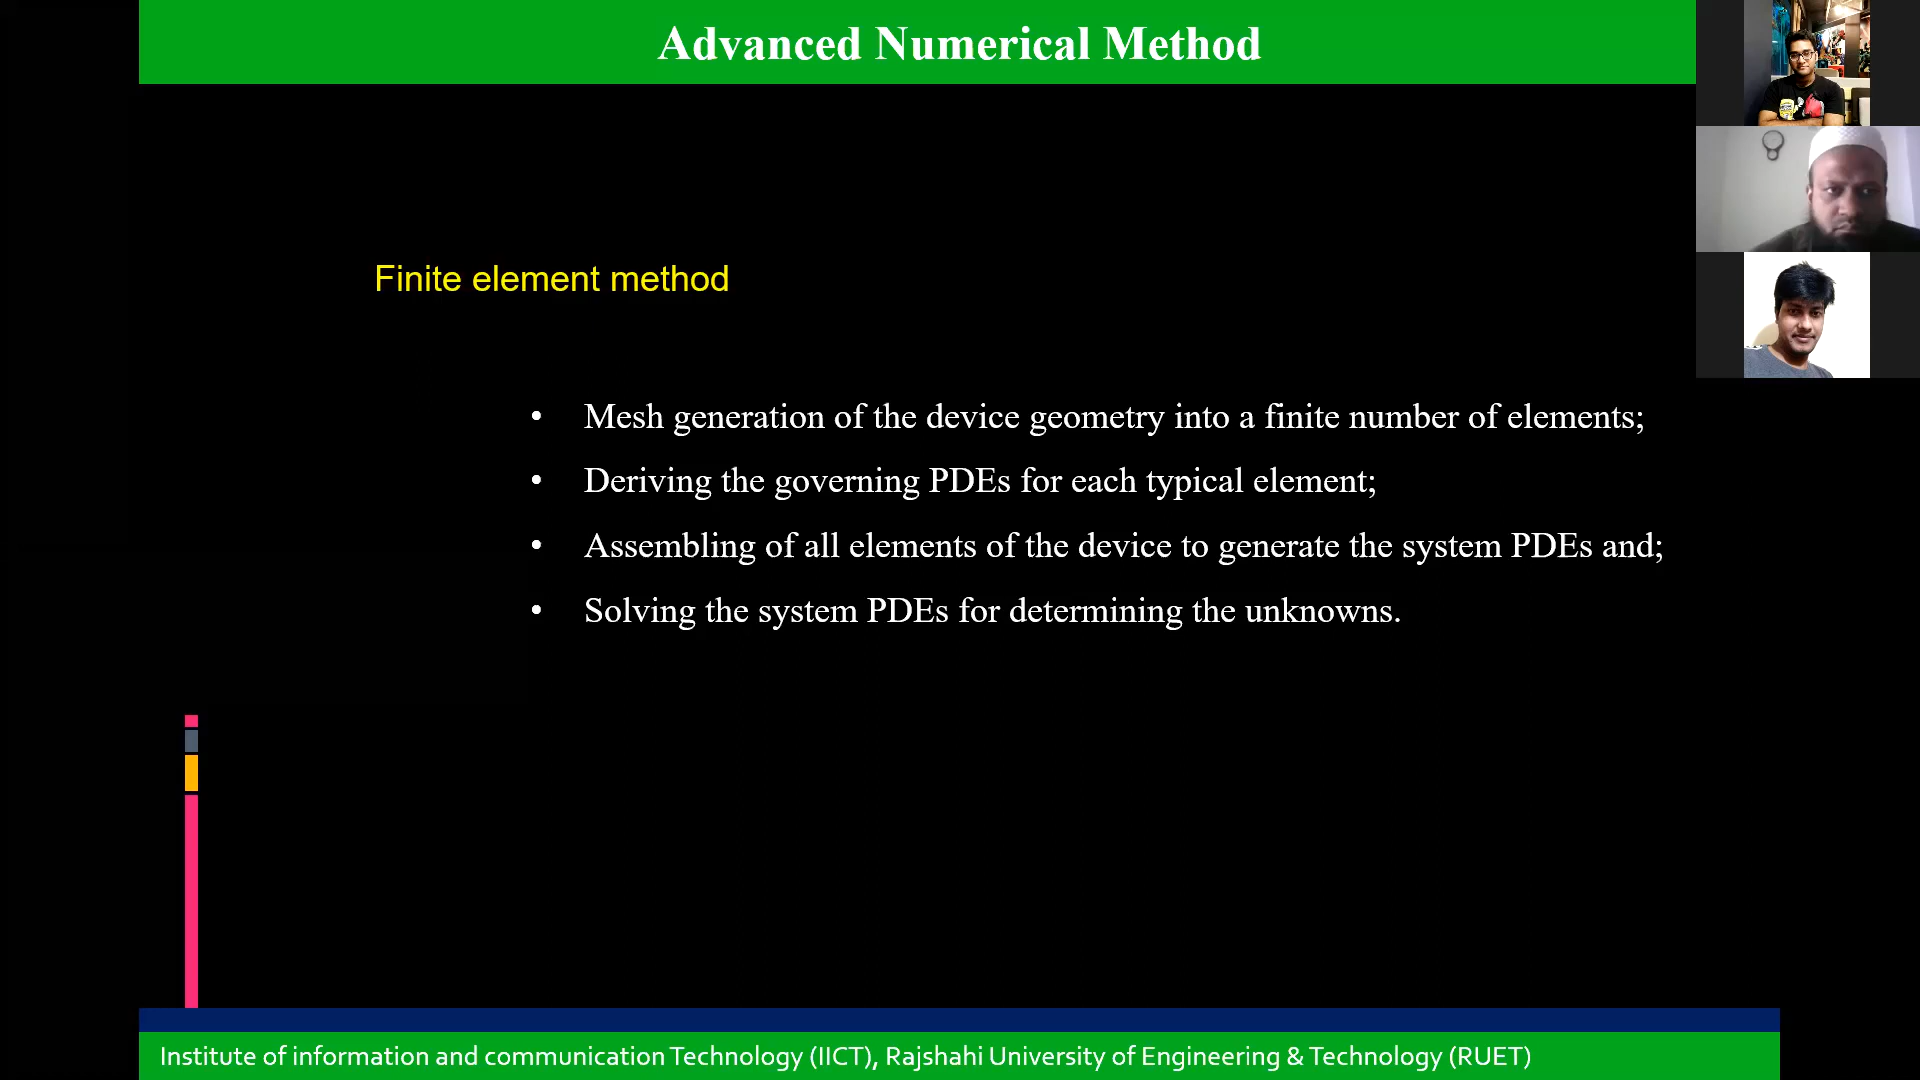 Advanced Numerical Method
Finite element method
• Mesh generation of the device geometry into a finite number of elements;
• Deriving the governing PDEs for each typical element;
• Assembling of all elements of the device to generate the system PDEs and;
• Solving the system PDEs for determining the unknowns.
Institute of information and communication Technology (IICT), Rajshahi University of Engineering & Technology (RUET)